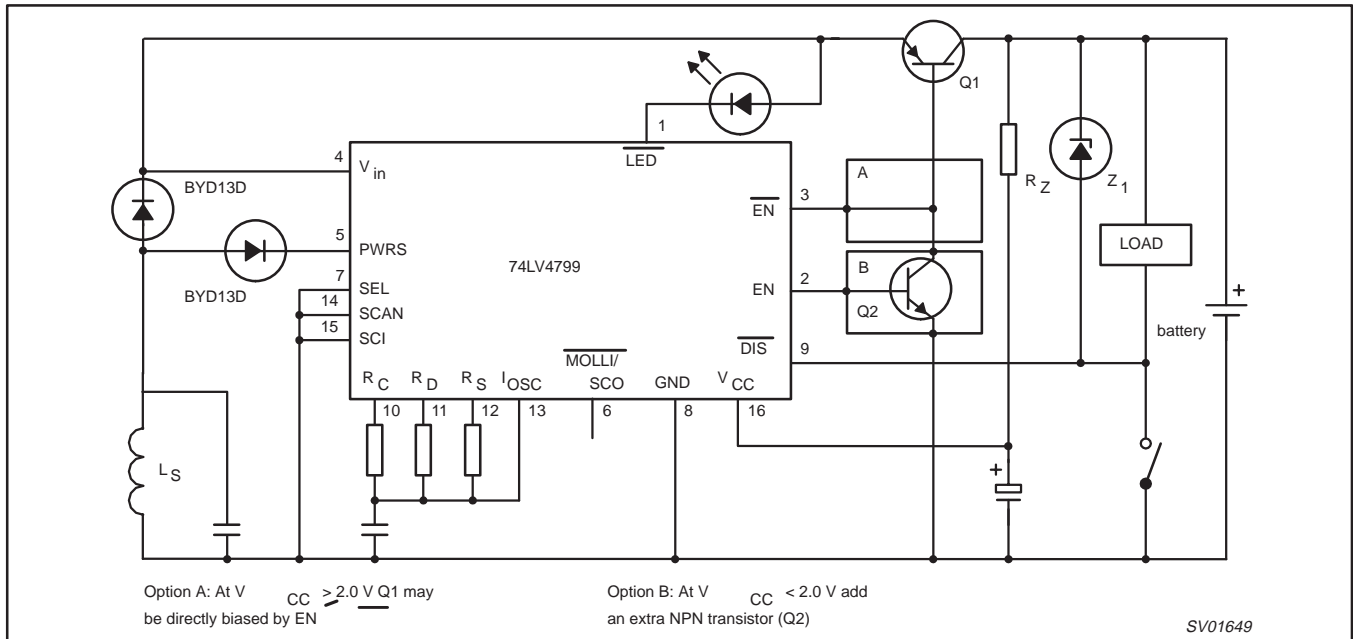 Q1
1
LED
4
V in
BYD13D
A
3
EN
R Z
Z 1
5
PWRS
LOAD
74LV4799
BYD13D
7
SEL
B
2
EN
14
SCAN
Q2
15
SCI
+
battery
DIS
9
MOLLI/
SCO
R C
R D
R S
I OSC
GND
V CC
10
11
12
13
6
8
16
L S
+
Option A: At V CC > 2.0 V Q1 may
be directly biased by EN
Option B: At V CC < 2.0 V add
an extra NPN transistor (Q2)
SV01649